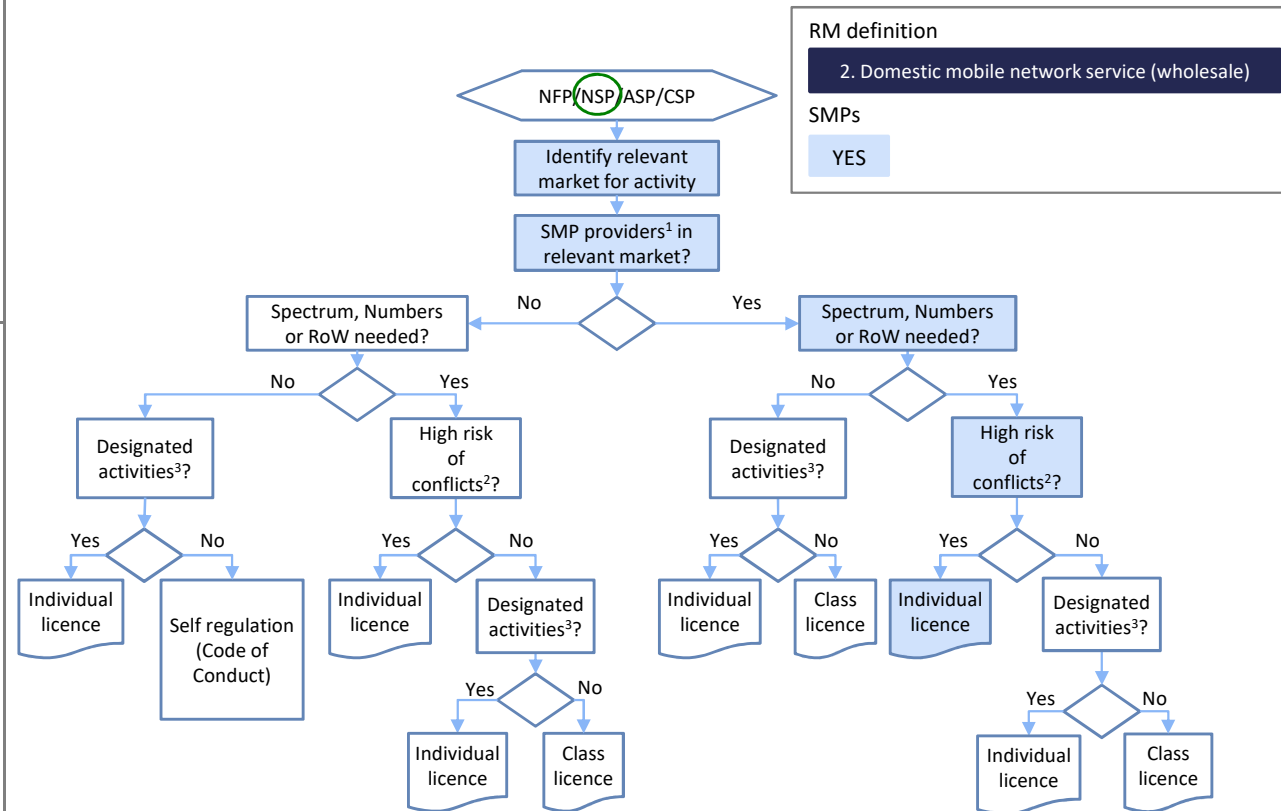 RM definition
2. Domestic mobile network service (wholesale)
SMPs
YES
NFP/NSP/ASP/CSP
Identify relevant
market for activity
SMP providers¹ in
relevant market?
No
Yes
Spectrum, Numbers
or RoW needed?
Spectrum, Numbers
or RoW needed?
No
Yes
No
Yes
Designated
activities³?
High risk
of
conflicts²?
Designated
activities³?
High risk
of
conflicts²?
Yes
No
Yes
No
Yes
No
Yes
No
Individual
licence
Self regulation
(Code of
Conduct)
Individual
licence
Designated
activities³?
Individual
licence
Class
licence
Individual
licence
Designated
activities³?
Yes
No
Yes
No
Individual
licence
Class
licence
Individual
licence
Class
licence